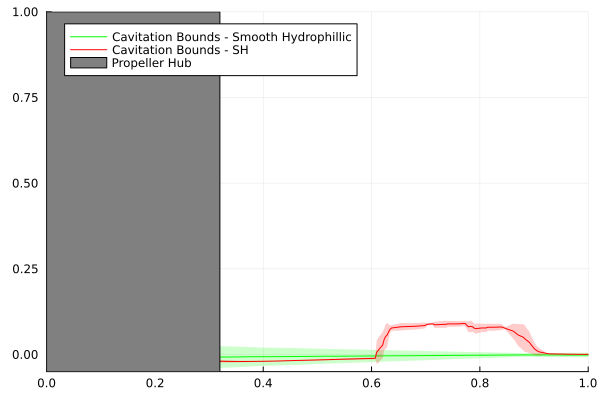 1.00
Cavitation Bounds - Smooth Hydrophillic
Cavitation Bounds - SH
Propeller Hub
0.75
0.50
0.25
0.00
0.0 0.2 0.4 0.6 0.8 1.0